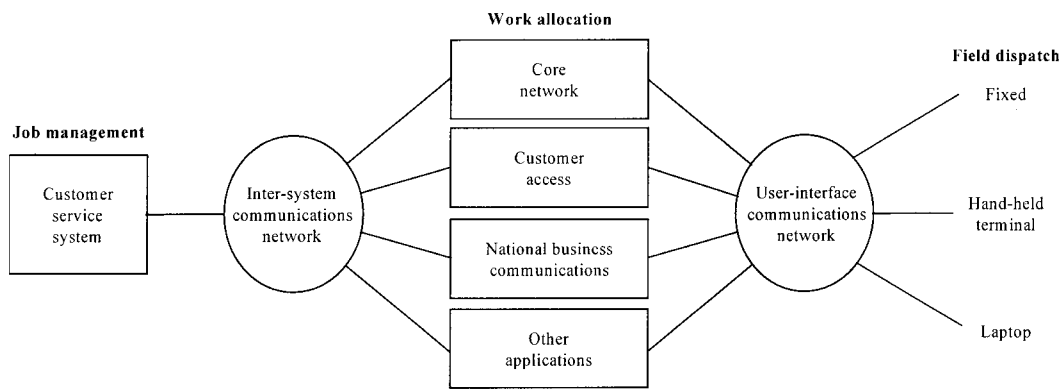 Work allocation
Field dispatch
Job management
Customer
service
system
Inter-system
communications
network
Core
network
Customer
access
National business
communications
Other
applications
User-interface
communications
network
Fixed
Hand-held
terminal
Laptop